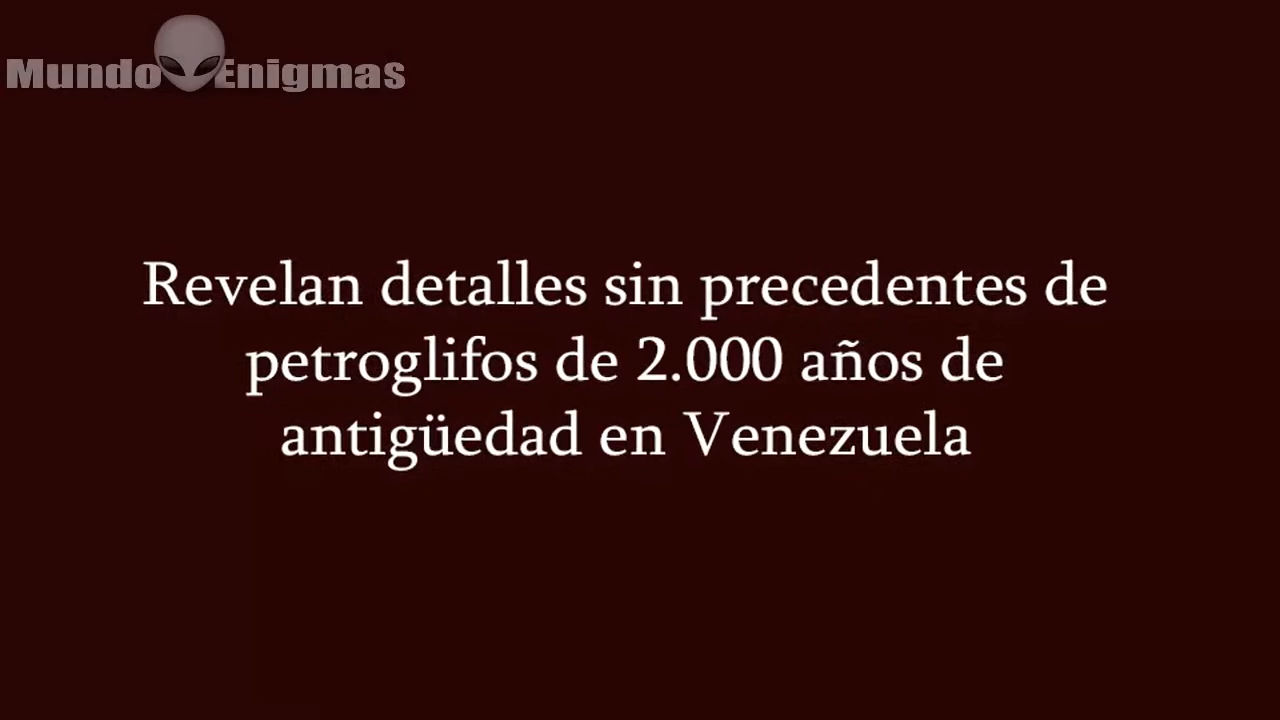 Mundo Enigmas
Revelan detalles sin precedentes de
petroglifos de 2.000 años de
antigüedad en Venezuela